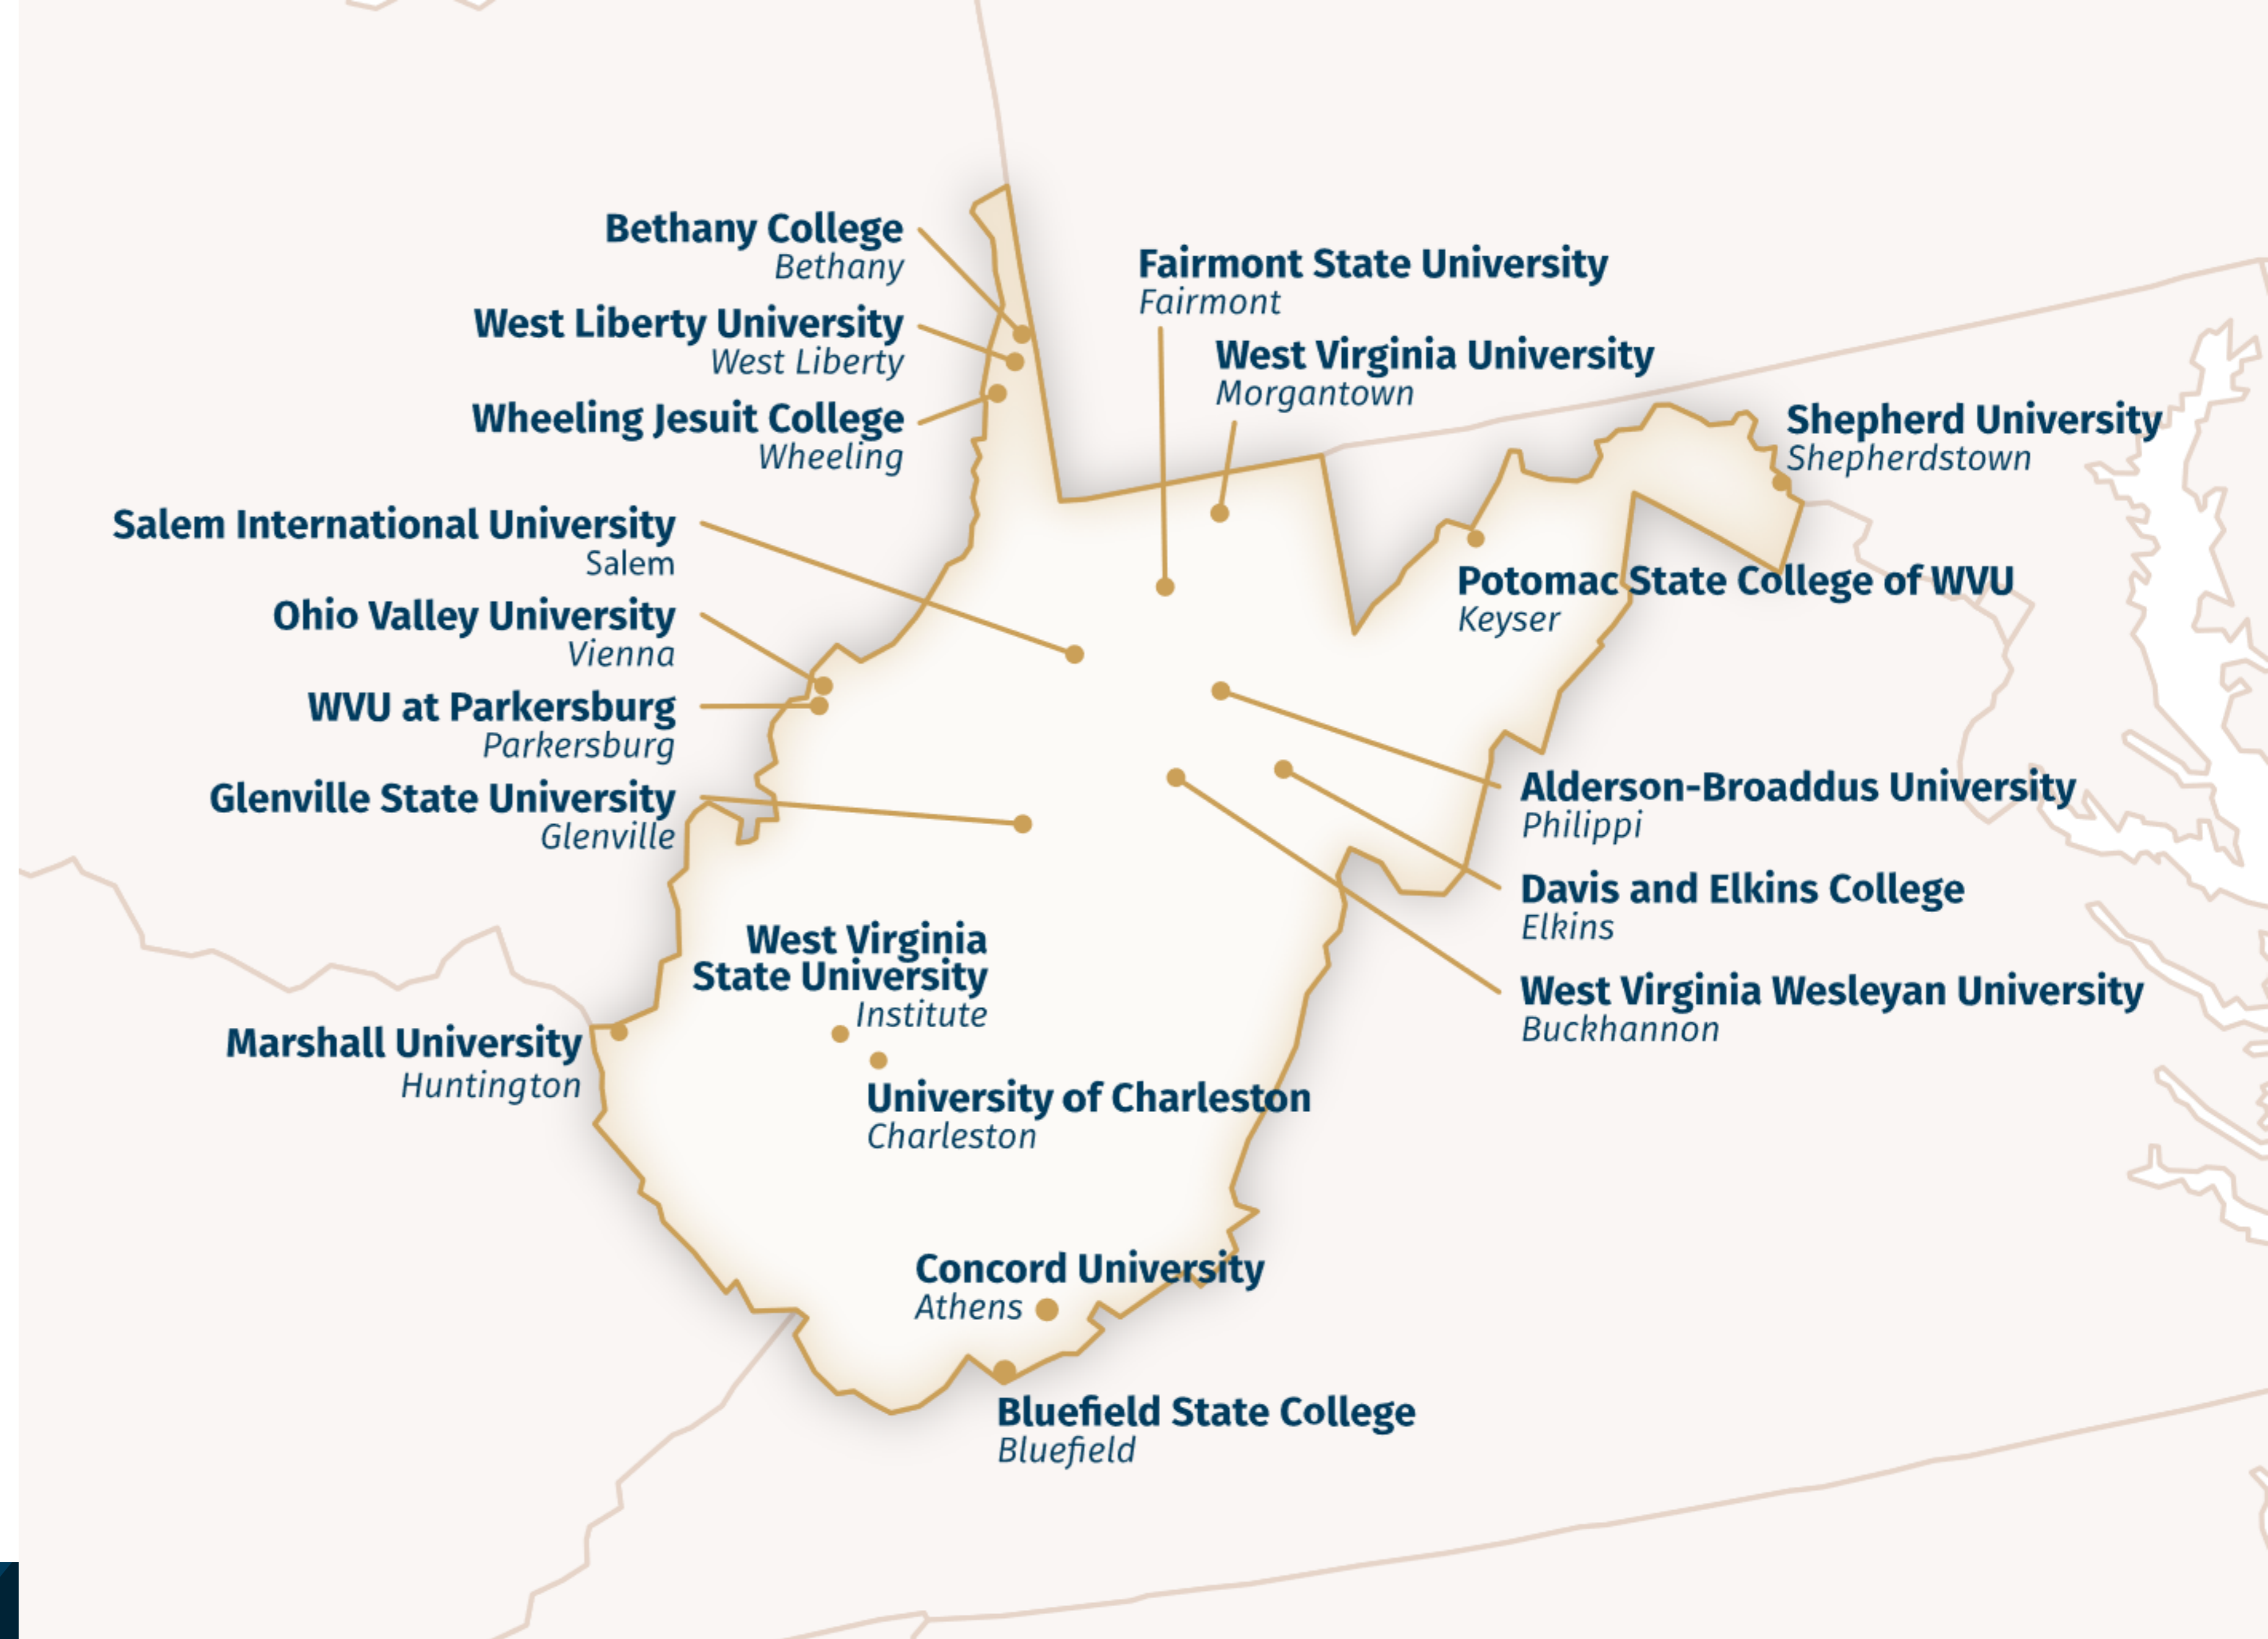 Bethany College
Bethany
West Liberty University
West Liberty
Wheeling Jesuit College
Wheeling
Salem International University
Salem
Ohio Valley University
Vienna
WVU at Parkersburg
Parkersburg
Glenville State University
Glenville
Fairmont State University
Fairmont
West Virginia University
Morgantown
Shepherd University
Shepherdstown
Potomac State College of WVU
Keyser
Alderson-Broaddus University
Philippi
Davis and Elkins College
Elkins
West Virginia Wesleyan University
Buckhannon
West Virginia
State University
Institute
Marshall University
Huntington
University of Charleston
Charleston
Concord University
Athens
Bluefield State College
Bluefield